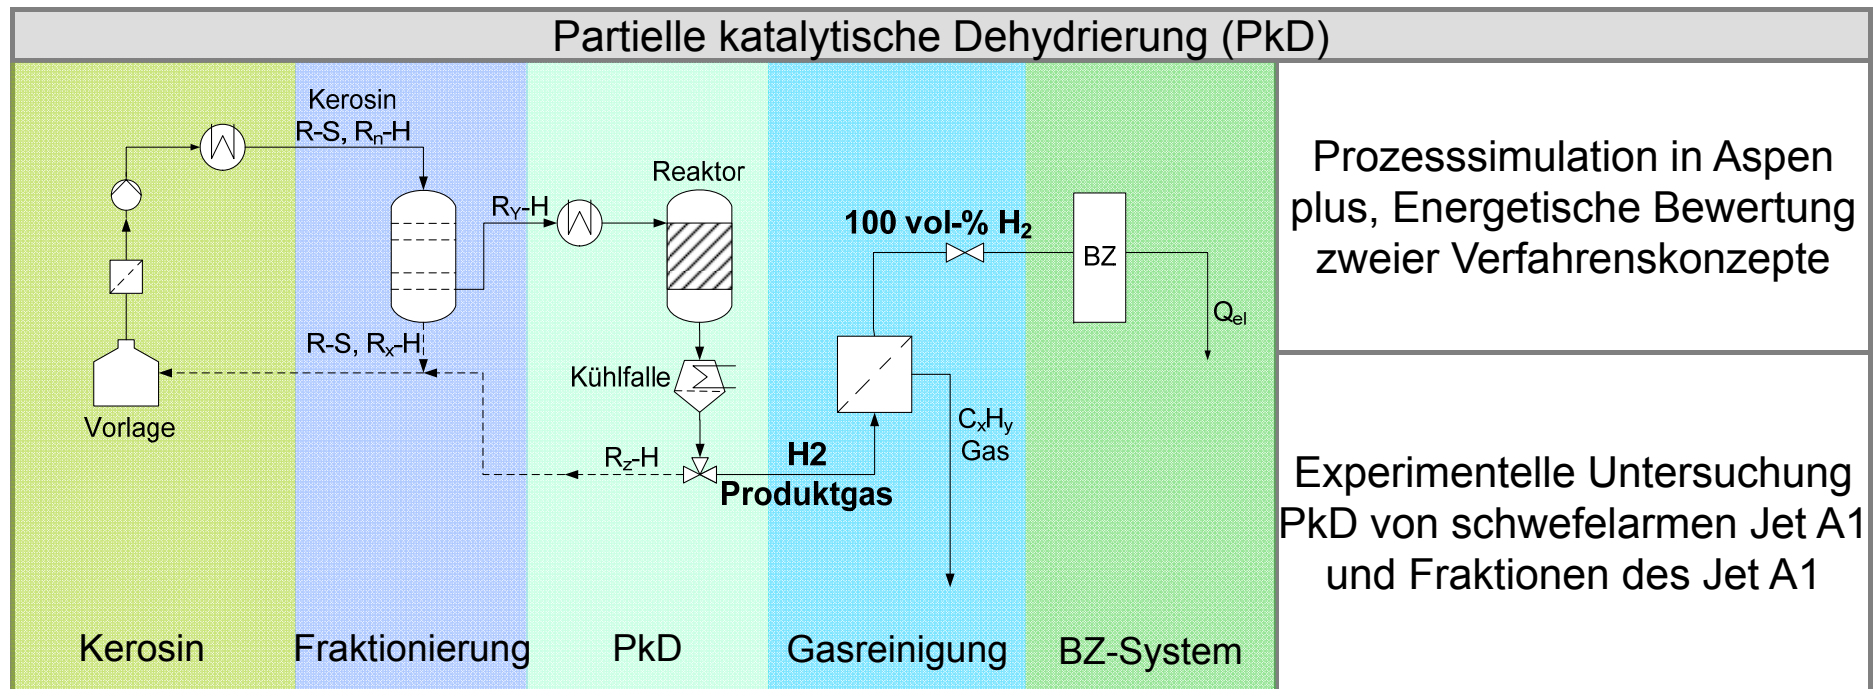 Partielle katalytische Dehydrierung (PkD)
Kerosin
R-S, Rn-H
Reaktor
RY-H
100 vol-% H2
BZ
Qel
R-S, Rx-H
Kühlfalle
Vorlage
CxHy
Gas
Rz-H
H2
Produktgas
Kerosin
Fraktionierung
PkD
Gasreinigung
BZ-System
Prozesssimulation in Aspen
plus, Energetische Bewertung
zweier Verfahrenskonzepte
Experimentelle Untersuchung
PkD von schwefelarmen Jet A1
und Fraktionen des Jet A1